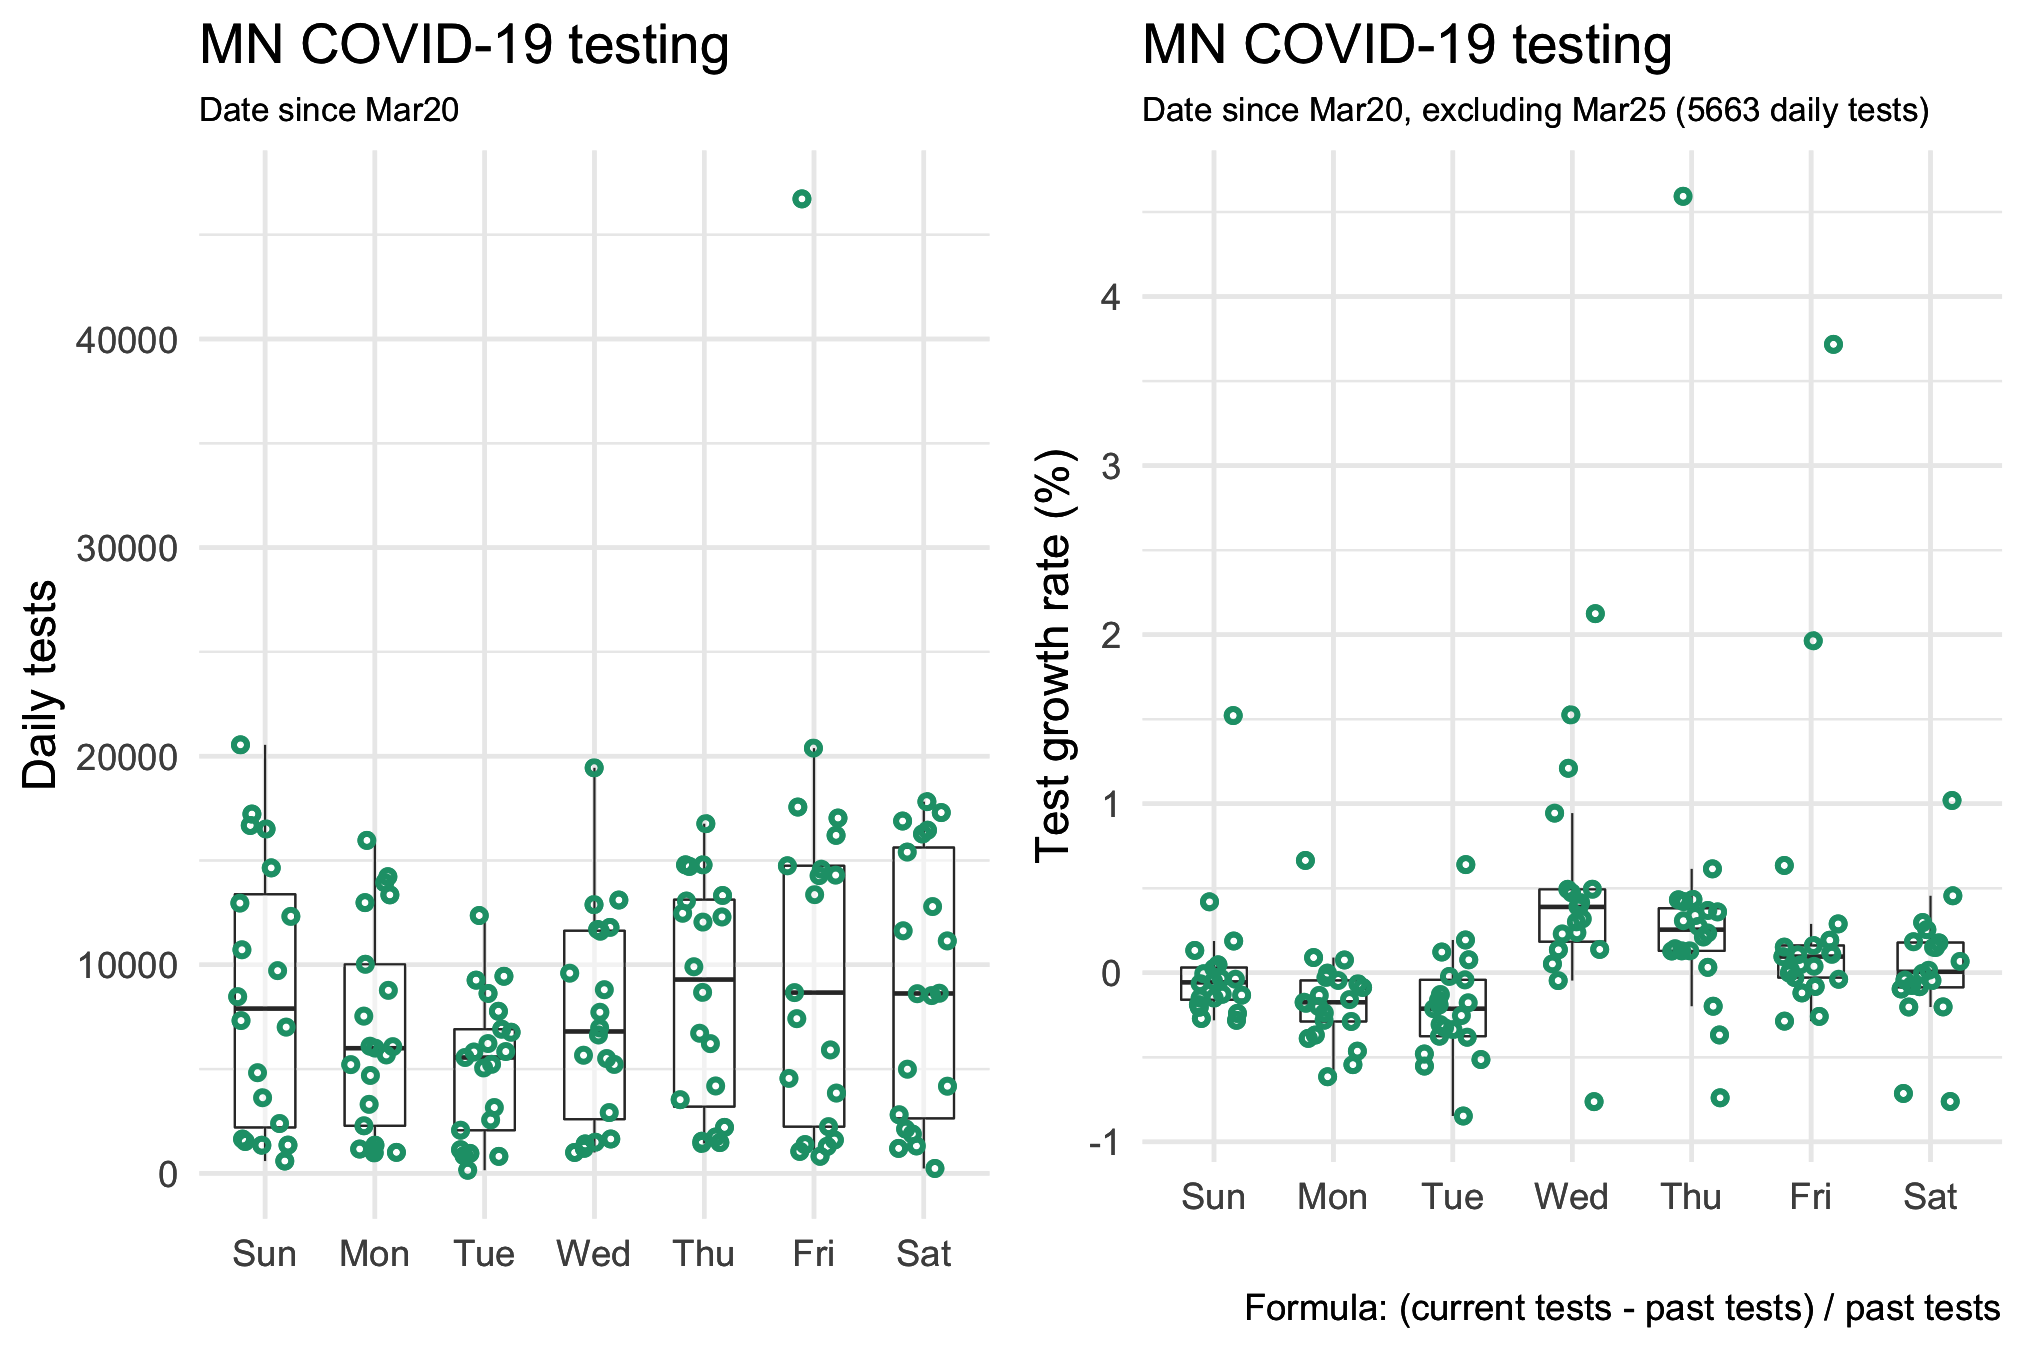 MN COVID-19 testing
Date since Mar20
Daily tests
40000
30000
20000
10000
0
Sun Mon Tue Wed Thu Fri Sat
MN COVID-19 testing
Date since Mar20, excluding Mar25 (5663 daily tests)
Test growth rate (%)
4
3
2
1
0
-1
Sun Mon Tue Wed Thu Fri Sat
Formula: (current tests - past tests) / past tests